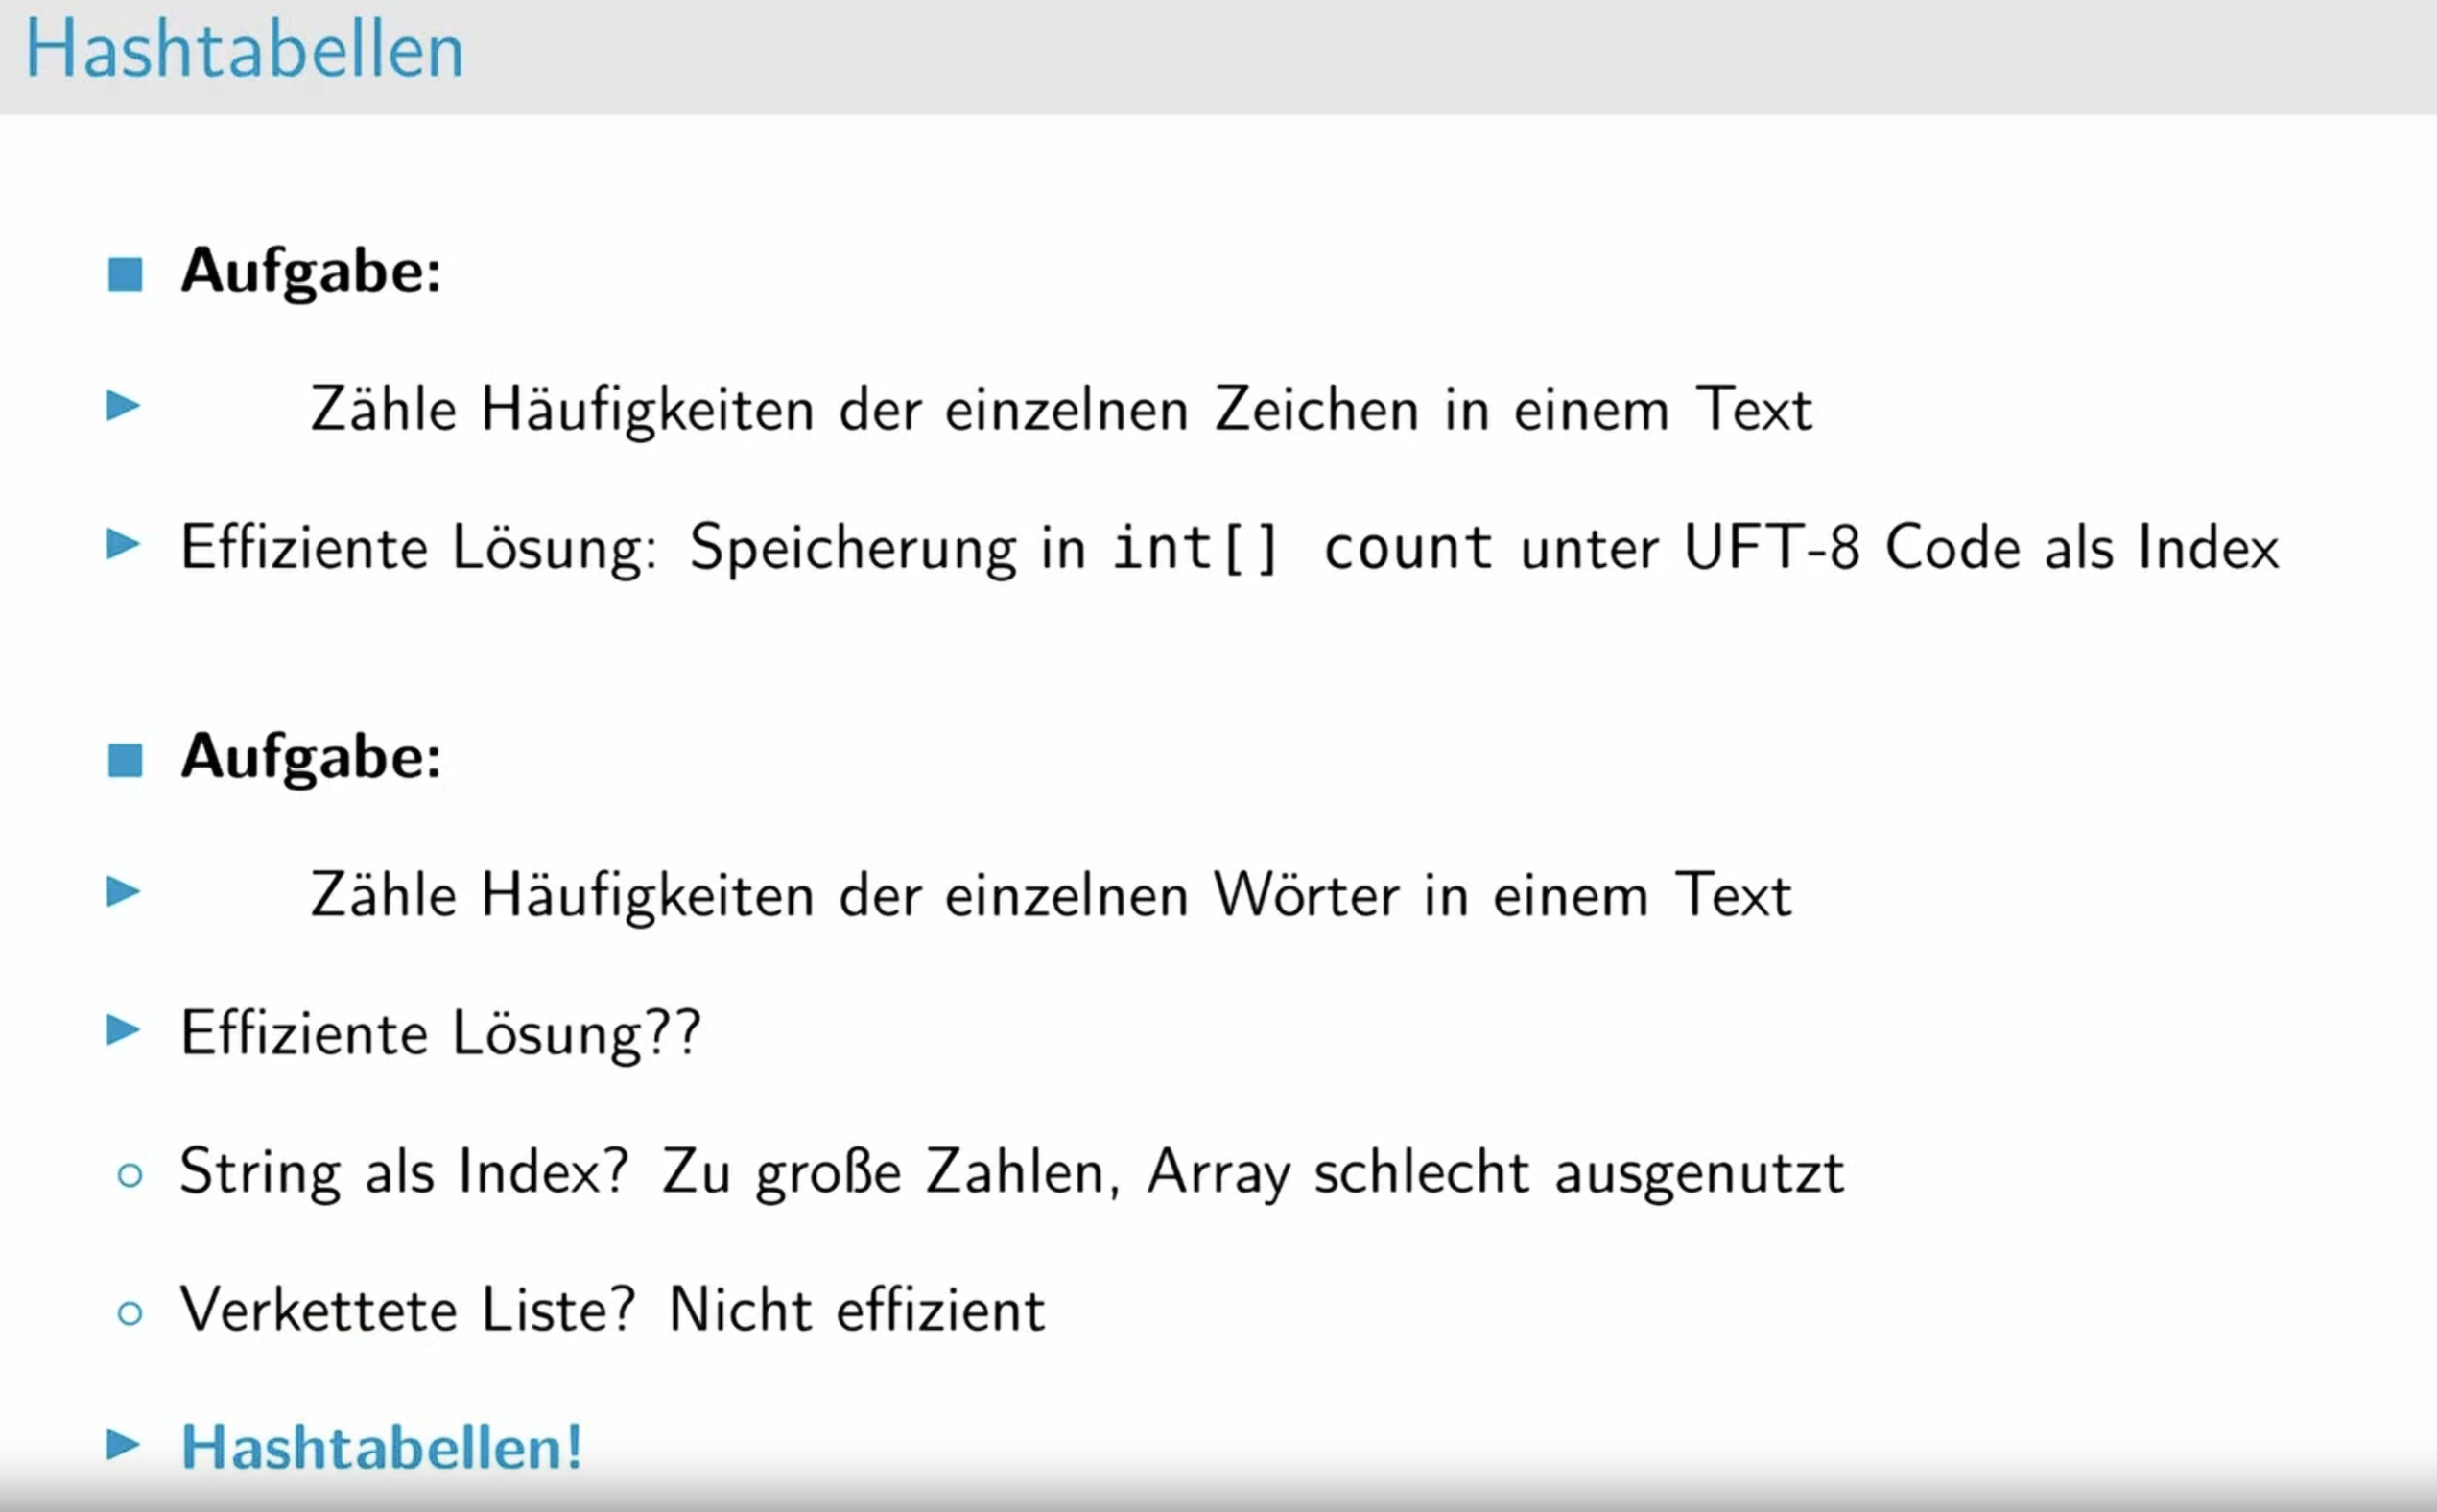 Hashtabellen
Aufgabe:
Zähle Häufigkeiten der einzelnen Zeichen in einem Text
Effiziente Lösung: Speicherung in int[] count unter UFT-8 Code als Index
Aufgabe:
Zähle Häufigkeiten der einzelnen Wörter in einem Text
Effiziente Lösung??
String als Index? Zu große Zahlen, Array schlecht ausgenutzt
Verkettete Liste? Nicht effizient
Hashtabellen!